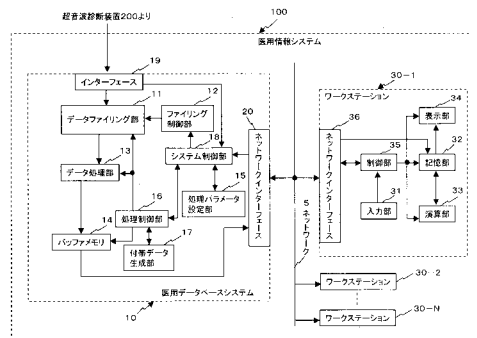 超音波診断装置200より
100
医用情報システム
19
インターフェース
11
データファイリング部
12
ファイリング
制御部
18
システム制御部
13
データ処理部
15
処理パラメータ
設定部
16
処理制御部
14
バッファメモリ
17
付帯データ
生成部
10
医用データベースシステム
20
ネットワークインターフェース
5 ネットワーク
30-1
ワークステーション
36
ネットワークインターフェース
34
表示部
35
制御部
32
記憶部
31
入力部
33
演算部
30-2
ワークステーション
30-N
ワークステーション